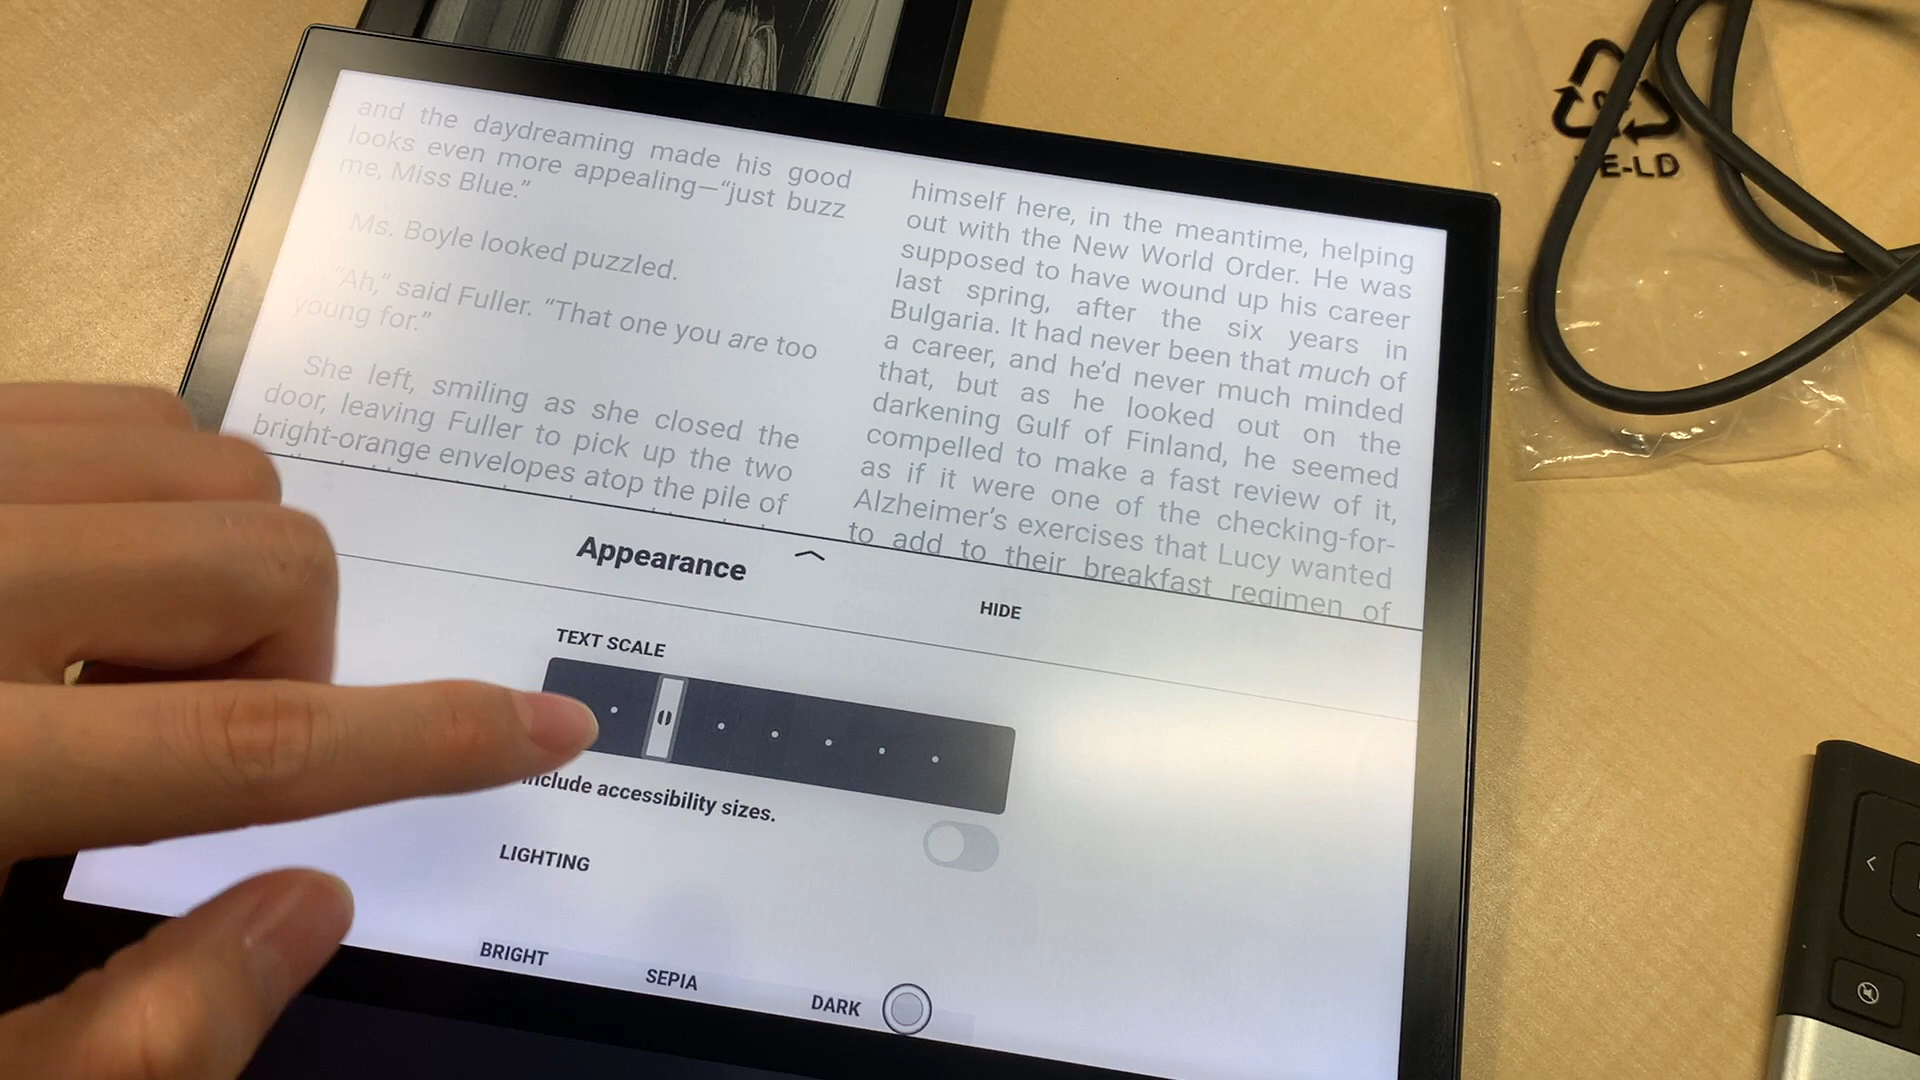 and the daydreaming made his good
looks even more appealing—“just buzz
me, Miss Blue.”
Ms. Boyle looked puzzled.
“Ah,” said Fuller. “That one you are too
young for.”
She left, smiling as she closed the
door, leaving Fuller to pick up the two
bright-orange envelopes atop the pile of
himself here, in the meantime, helping
out with the New World Order. He was
supposed to have wound up his career
last spring, after the six years in
Bulgaria. It had never been that much of
a career, and he’d never much minded
that, but as he looked out on the
darkening Gulf of Finland, he seemed
compelled to make a fast review of it,
as if it were one of the checking-for-
Alzheimer’s exercises that Lucy wanted
to add to their breakfast regimen of
Appearance
HIDE
TEXT SCALE
Include accessibility sizes.
LIGHTING
BRIGHT
SEPIA
DARK
PE-LD